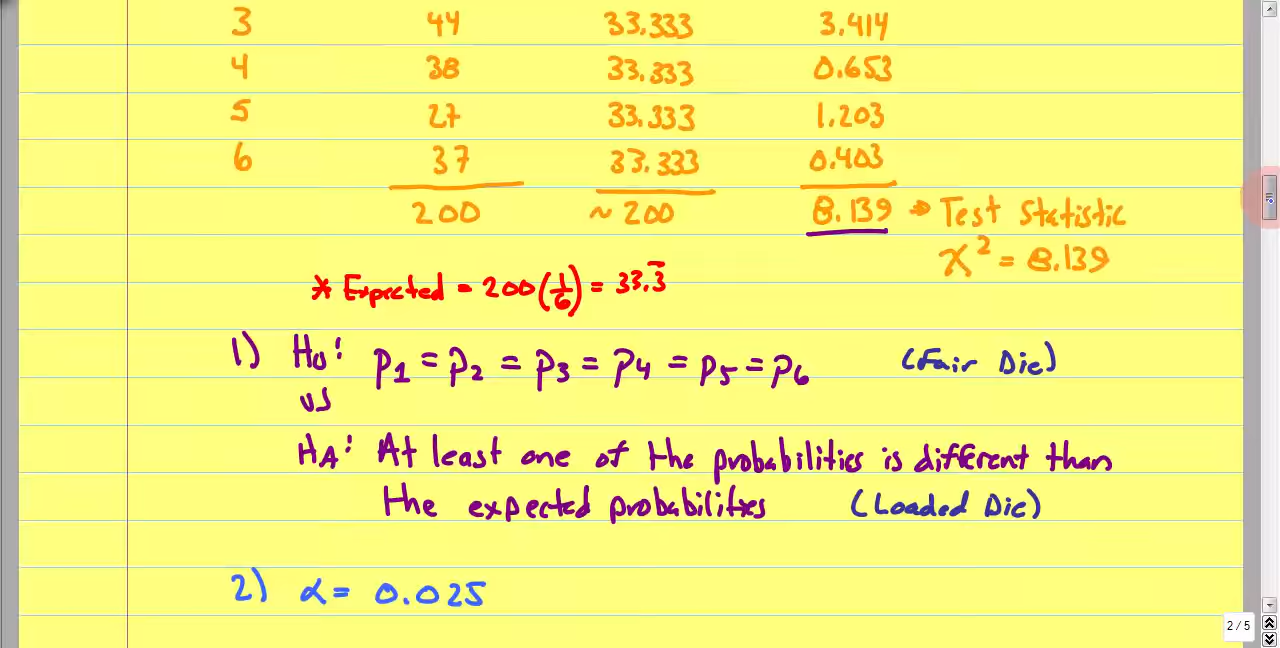 3 44 33.333 3.414
4 38 33.333 0.653
5 27 33.333 1.203
6 37 33.333 0.403
200 ~200 8.139 → Test Statistic
χ² = 8.139
* Expected = 200(1/6) = 33.3̅
1) H0: p1 = p2 = p3 = p4 = p5 = p6 (Fair Die)
vs
HA: At least one of the probabilities is different than
the expected probabilities (Loaded Die)
2) α = 0.025
2/5